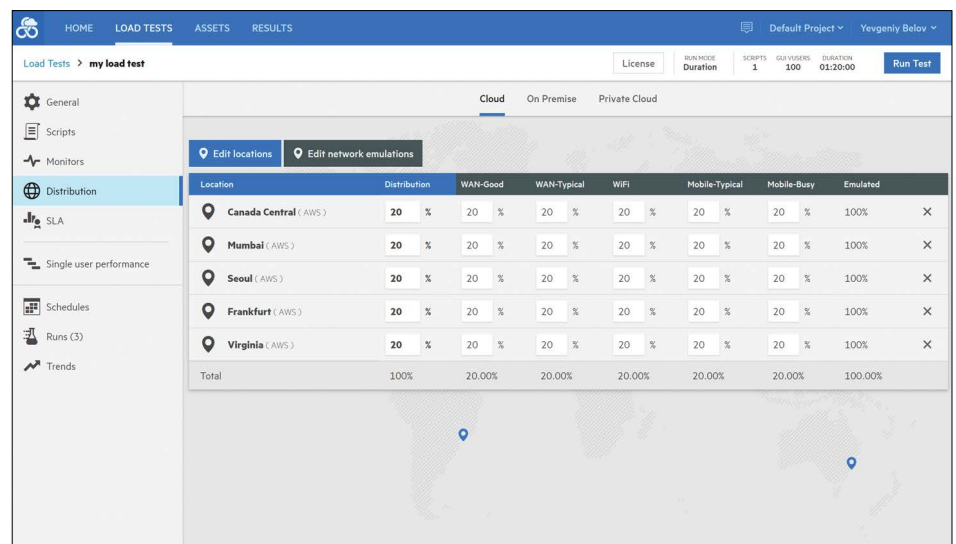 HOME LOAD TESTS ASSETS RESULTS Default Project Yevgeniy Belov
Load Tests > my load test License RUN MODE Duration SCRIPTS 1 GUI VUSERS 100 DURATION 01:20:00 Run Test
General
Scripts
Monitors
Distribution
SLA
Single user performance
Schedules
Runs (3)
Trends
Cloud On Premise Private Cloud
Edit locations Edit network emulations
Location Distribution WAN-Good WAN-Typical WiFi Mobile-Typical Mobile-Busy Emulated
Canada Central ( AWS ) 20 % 20 % 20 % 20 % 20 % 20 % 100% ×
Mumbai ( AWS ) 20 % 20 % 20 % 20 % 20 % 20 % 100% ×
Seoul ( AWS ) 20 % 20 % 20 % 20 % 20 % 20 % 100% ×
Frankfurt ( AWS ) 20 % 20 % 20 % 20 % 20 % 20 % 100% ×
Virginia ( AWS ) 20 % 20 % 20 % 20 % 20 % 20 % 100% ×
Total 100% 20.00% 20.00% 20.00% 20.00% 20.00% 100.00%